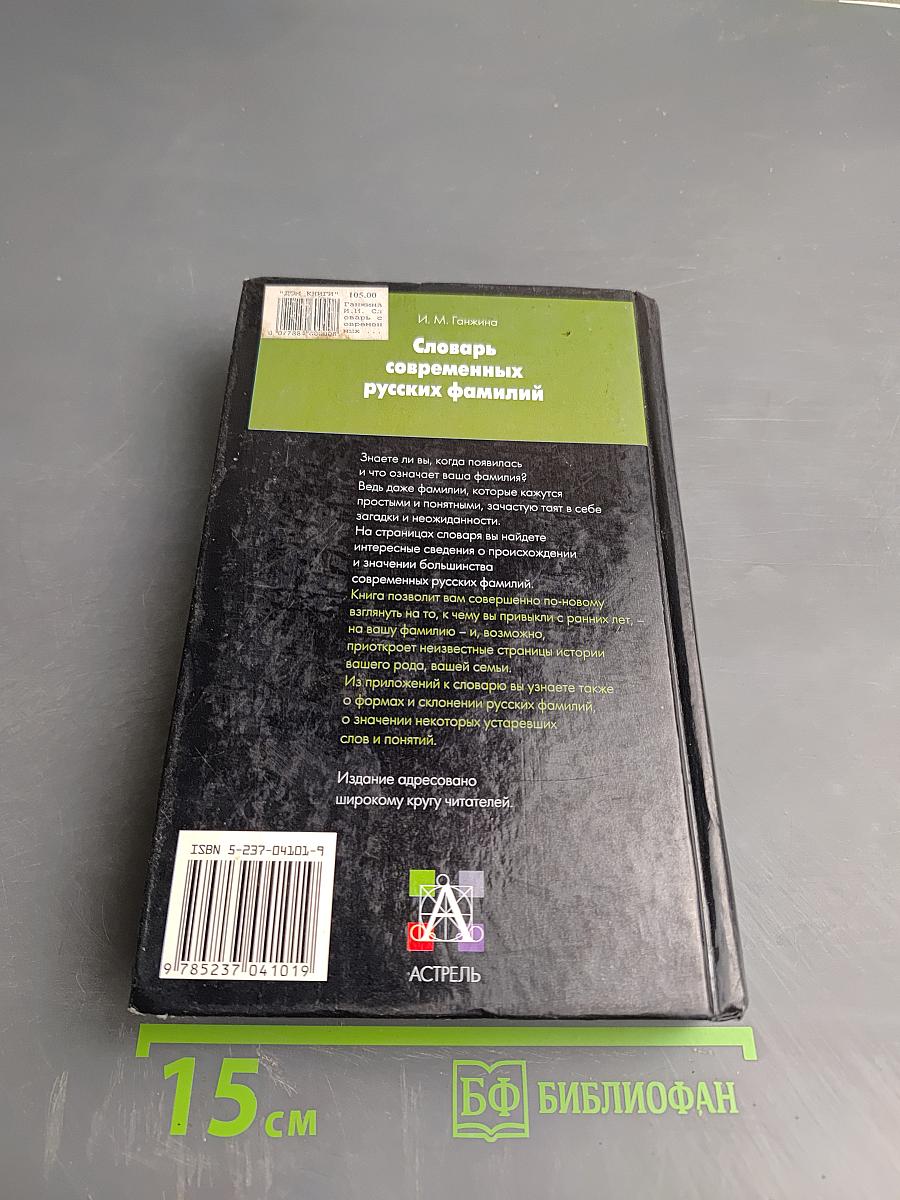 "ДОМ КНИГИ" 105.00
Ганжина
И.М. Сл
оварь с
овремен
ных ...
И. М. Ганжина
Словарь
современных
русских фамилий
Знаете ли вы, когда появилась
и что означает ваша фамилия?
Ведь даже фамилии, которые кажутся
простыми и понятными, зачастую таят в себе
загадки и неожиданности.
На страницах словаря вы найдете
интересные сведения о происхождении
и значении большинства
современных русских фамилий.
Книга позволит вам совершенно по-новому
взглянуть на то, к чему вы привыкли с ранних лет, –
на вашу фамилию – и, возможно,
приоткроет неизвестные страницы истории
вашего рода, вашей семьи.
Из приложений к словарю вы узнаете также
о формах и склонении русских фамилий,
о значении некоторых устаревших
слов и понятий.
Издание адресовано
широкому кругу читателей.
ISBN 5-237-04101-9
9 785237 041019
А
АСТРЕЛЬ
15 см
БФ БИБЛИОФАН